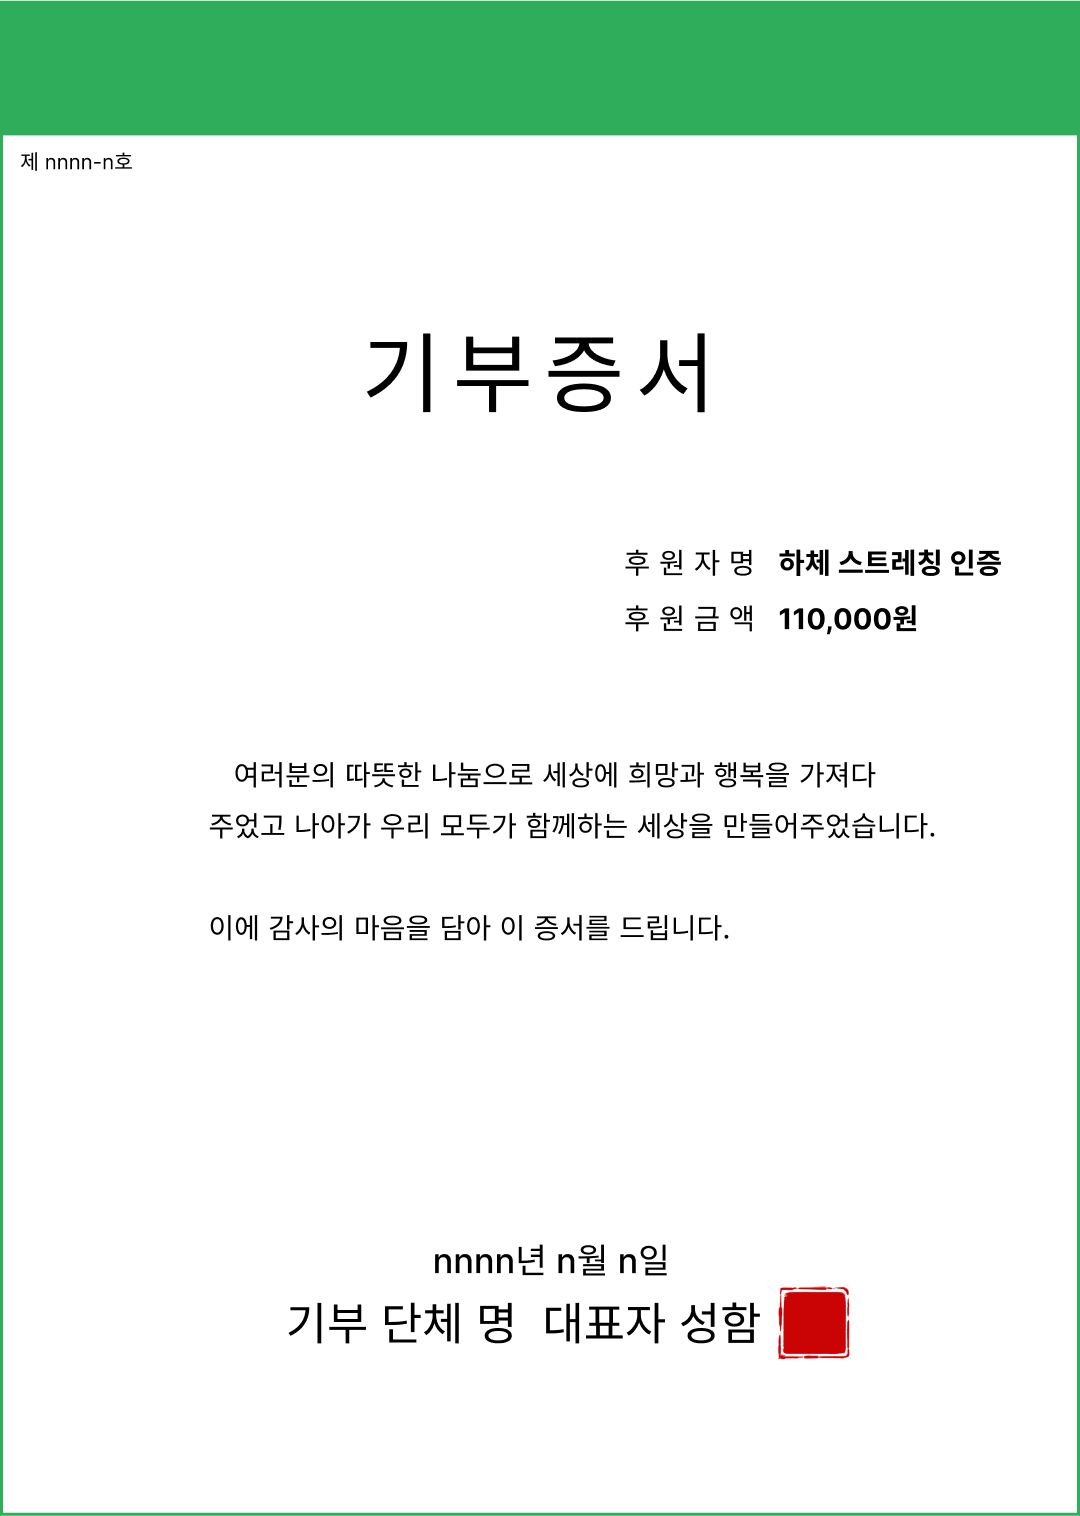 제 nnnn-n호
기부증서
후 원 자 명 하체 스트레칭 인증
후 원 금 액 110,000원
여러분의 따뜻한 나눔으로 세상에 희망과 행복을 가져다
주었고 나아가 우리 모두가 함께하는 세상을 만들어주었습니다.
이에 감사의 마음을 담아 이 증서를 드립니다.
nnnn년 n월 n일
기부 단체 명 대표자 성함